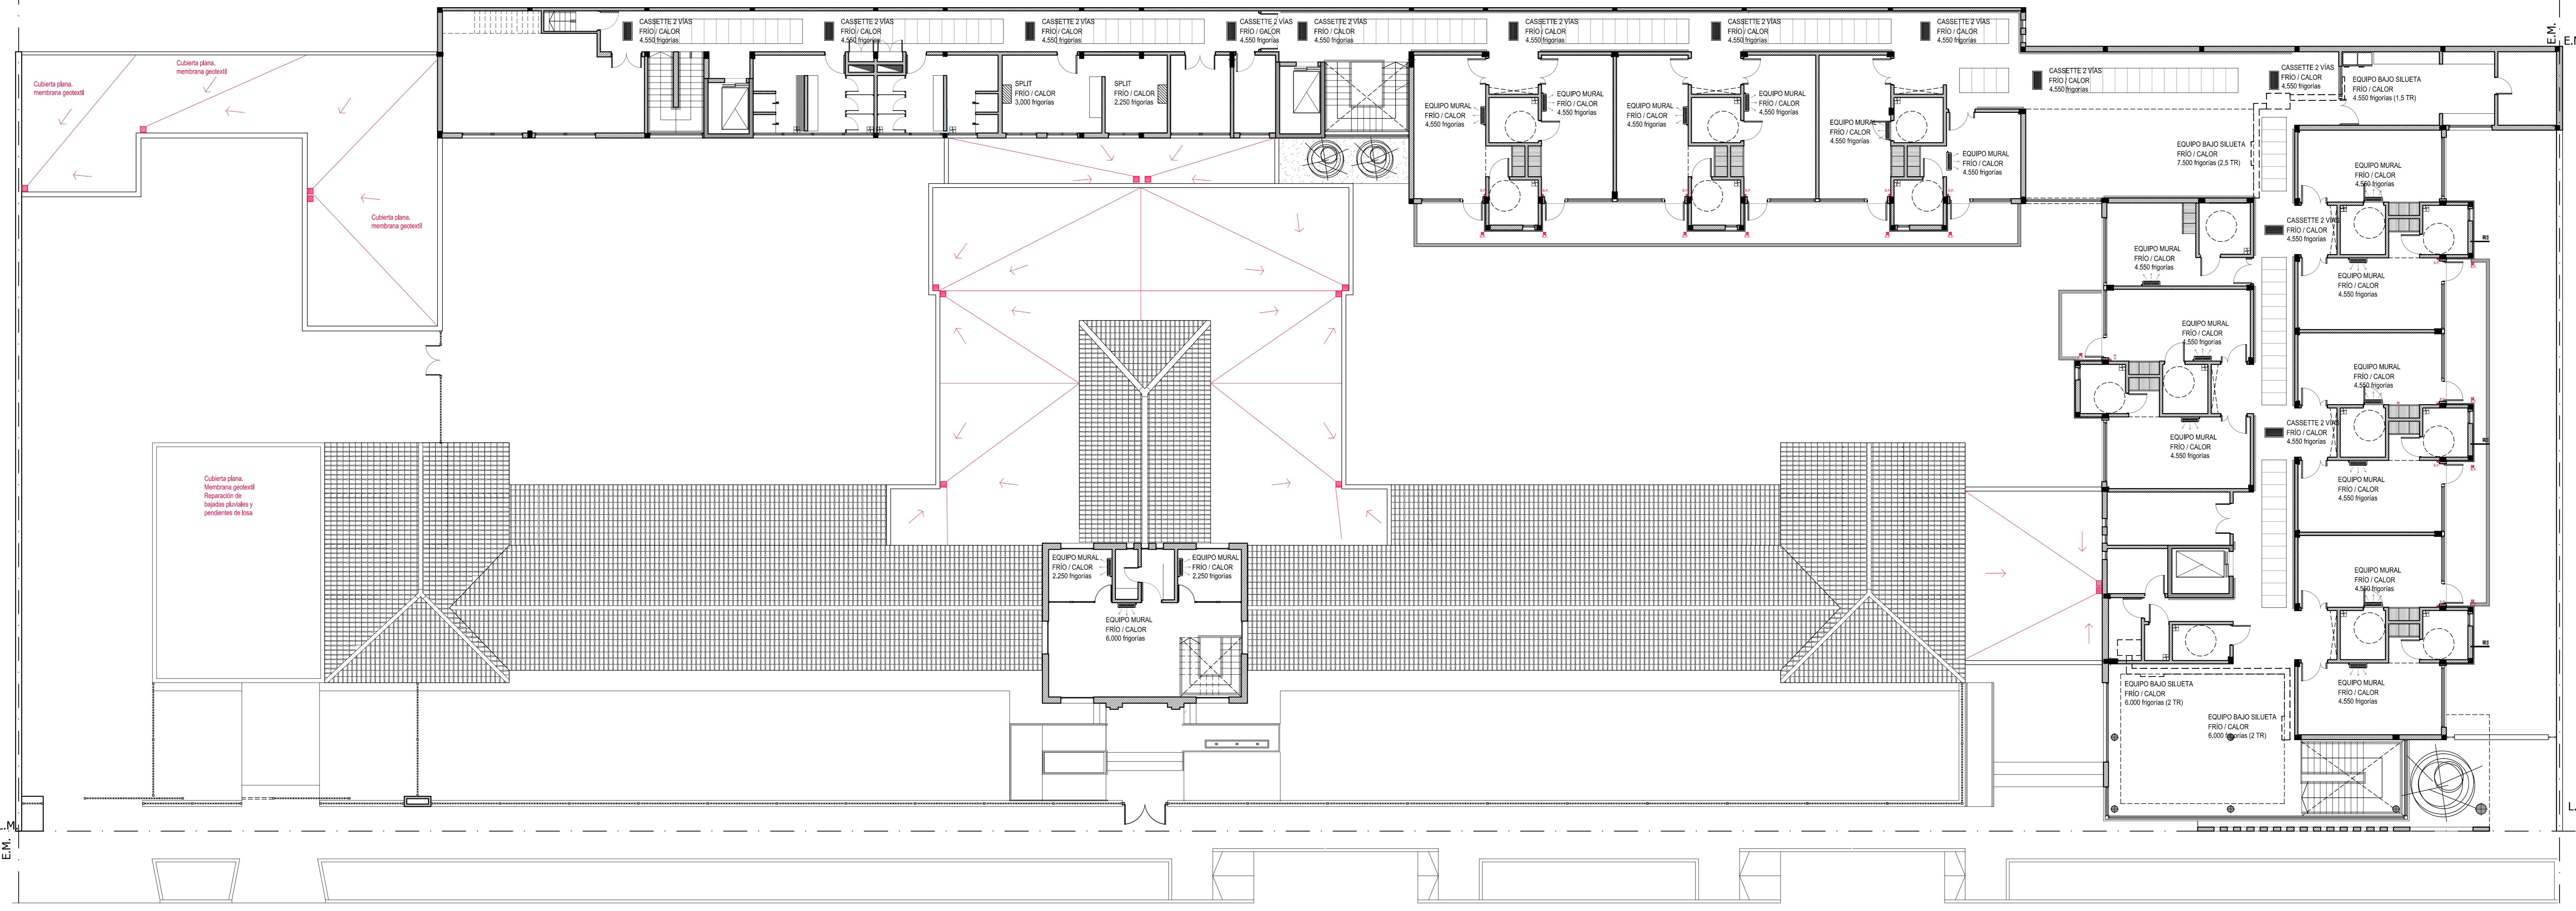 E.M.
E.M.
CASSETTE 2 VÍAS
FRÍO / CALOR
4.550 frigorías
CASSETTE 2 VÍAS
FRÍO / CALOR
4.550 frigorías
CASSETTE 2 VÍAS
FRÍO / CALOR
4.550 frigorías
CASSETTE 2 VÍAS
FRÍO / CALOR
4.550 frigorías
CASSETTE 2 VÍAS
FRÍO / CALOR
4.550 frigorías
CASSETTE 2 VÍAS
FRÍO / CALOR
4.550 frigorías
CASSETTE 2 VÍAS
FRÍO / CALOR
4.550 frigorías
CASSETTE 2 VÍAS
FRÍO / CALOR
4.550 frigorías
CASSETTE 2 VÍAS
FRÍO / CALOR
4.550 frigorías
CASSETTE 2 VÍAS
FRÍO / CALOR
4.550 frigorías
EQUIPO BAJO SILUETA
FRÍO / CALOR
4.550 frigorías (1,5 TR)
Cubierta plana.
membrana geotextil
Cubierta plana.
membrana geotextil
Cubierta plana.
membrana geotextil
SPLIT
FRÍO / CALOR
3,000 frigorías
SPLIT
FRÍO / CALOR
2,250 frigorías
EQUIPO MURAL
FRÍO / CALOR
4.550 frigorías
EQUIPO MURAL
FRÍO / CALOR
4.550 frigorías
EQUIPO MURAL
FRÍO / CALOR
4.550 frigorías
EQUIPO MURAL
FRÍO / CALOR
4.550 frigorías
EQUIPO MURAL
FRÍO / CALOR
4.550 frigorías
EQUIPO MURAL
FRÍO / CALOR
4.550 frigorías
EQUIPO BAJO SILUETA
FRÍO / CALOR
7.500 frigorías (2,5 TR)
EQUIPO MURAL
FRÍO / CALOR
4.550 frigorías
CASSETTE 2 VÍAS
FRÍO / CALOR
4.550 frigorías
R1
EQUIPO MURAL
FRÍO / CALOR
4.550 frigorías
EQUIPO MURAL
FRÍO / CALOR
4.550 frigorías
EQUIPO MURAL
FRÍO / CALOR
4.550 frigorías
EQUIPO MURAL
FRÍO / CALOR
4.550 frigorías
CASSETTE 2 VÍAS
FRÍO / CALOR
4.550 frigorías
EQUIPO MURAL
FRÍO / CALOR
4.550 frigorías
EQUIPO MURAL
FRÍO / CALOR
4.550 frigorías
Cubierta plana.
Membrana geotextil
Reparación de
bajadas pluviales y
pendientes de losa
EQUIPO MURAL
FRÍO / CALOR
2.250 frigorías
EQUIPO MURAL
FRÍO / CALOR
2.250 frigorías
EQUIPO MURAL
FRÍO / CALOR
6.000 frigorías
EQUIPO MURAL
FRÍO / CALOR
4.550 frigorías
R1
EQUIPO MURAL
FRÍO / CALOR
4.550 frigorías
EQUIPO BAJO SILUETA
FRÍO / CALOR
6.000 frigorías (2 TR)
EQUIPO BAJO SILUETA
FRÍO / CALOR
6.000 frigorías (2 TR)
L.M
E.M.
L.